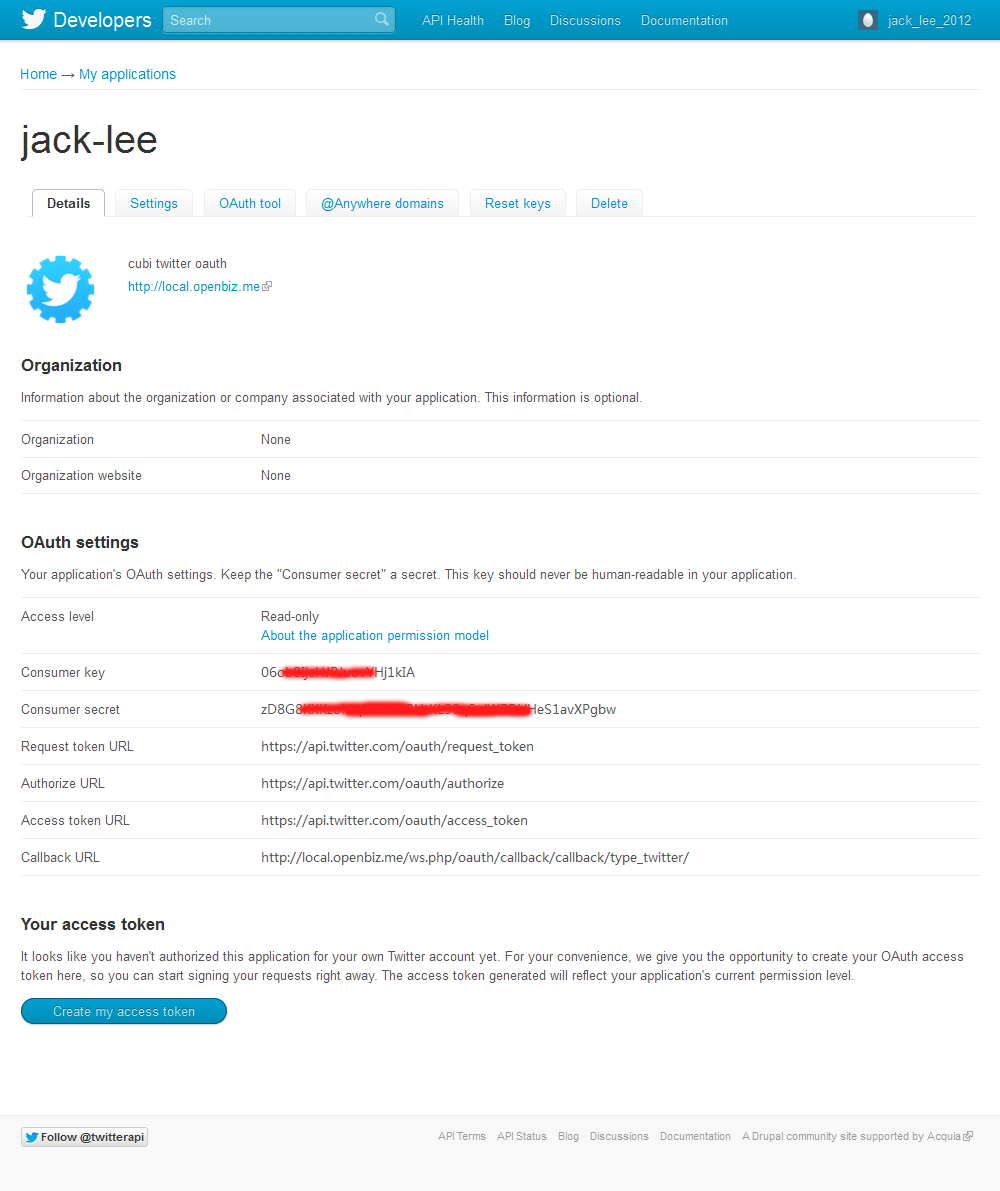 Developers Search API Health Blog Discussions Documentation jack_lee_2012
Home → My applications
jack-lee
Details Settings OAuth tool @Anywhere domains Reset keys Delete
cubi twitter oauth
http://local.openbiz.me
Organization
Information about the organization or company associated with your application. This information is optional.
Organization None
Organization website None
OAuth settings
Your application's OAuth settings. Keep the "Consumer secret" a secret. This key should never be human-readable in your application.
Access level Read-only
About the application permission model
Consumer key
Consumer secret
Request token URL https://api.twitter.com/oauth/request_token
Authorize URL https://api.twitter.com/oauth/authorize
Access token URL https://api.twitter.com/oauth/access_token
Callback URL http://local.openbiz.me/ws.php/oauth/callback/callback/type_twitter/
Your access token
It looks like you haven't authorized this application for your own Twitter account yet. For your convenience, we give you the opportunity to create your OAuth access
token here, so you can start signing your requests right away. The access token generated will reflect your application's current permission level.
Create my access token
Follow @twitterapi API Terms API Status Blog Discussions Documentation A Drupal community site supported by Acquia